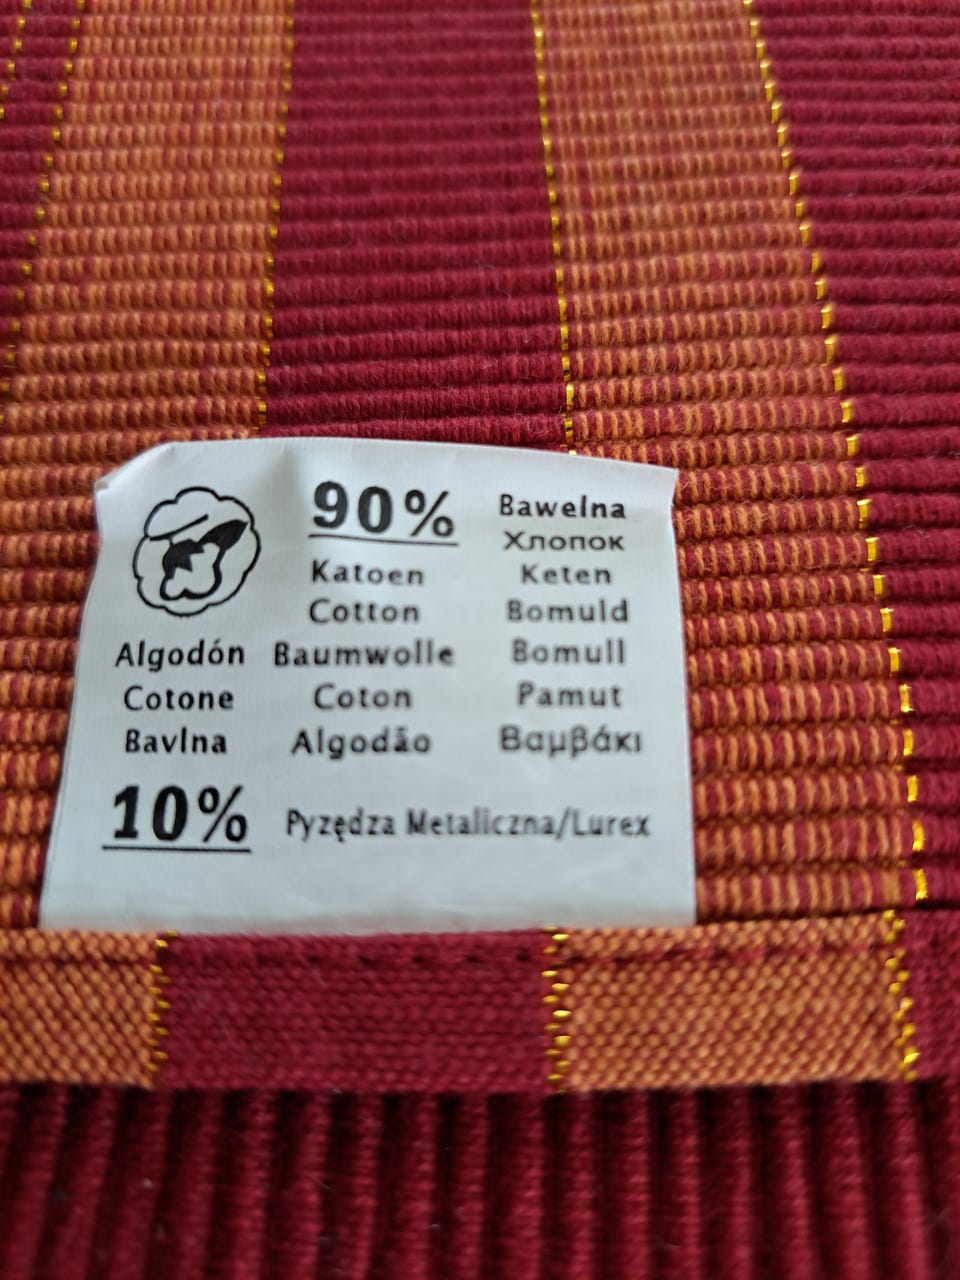 90% Bawelna
Хлопок
Katoen Keten
Cotton Bomuld
Algodón Baumwolle Bomull
Cotone Coton Pamut
Bavlna Algodão Βαμβάκι
10% Pyzędza Metaliczna/Lurex